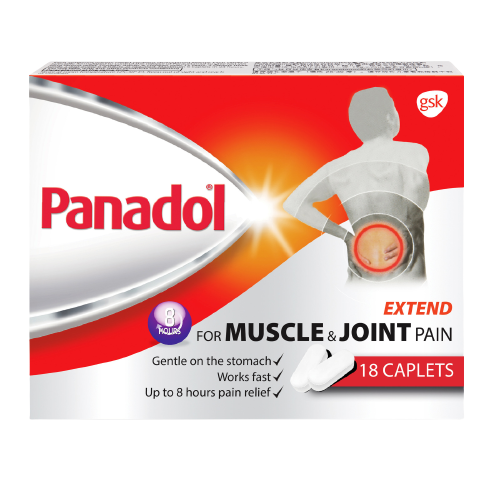 gsk
Panadol®
EXTEND
8
HOURS
FOR MUSCLE & JOINT PAIN
Gentle on the stomach ✓
Works fast ✓
Up to 8 hours pain relief ✓
18 CAPLETS